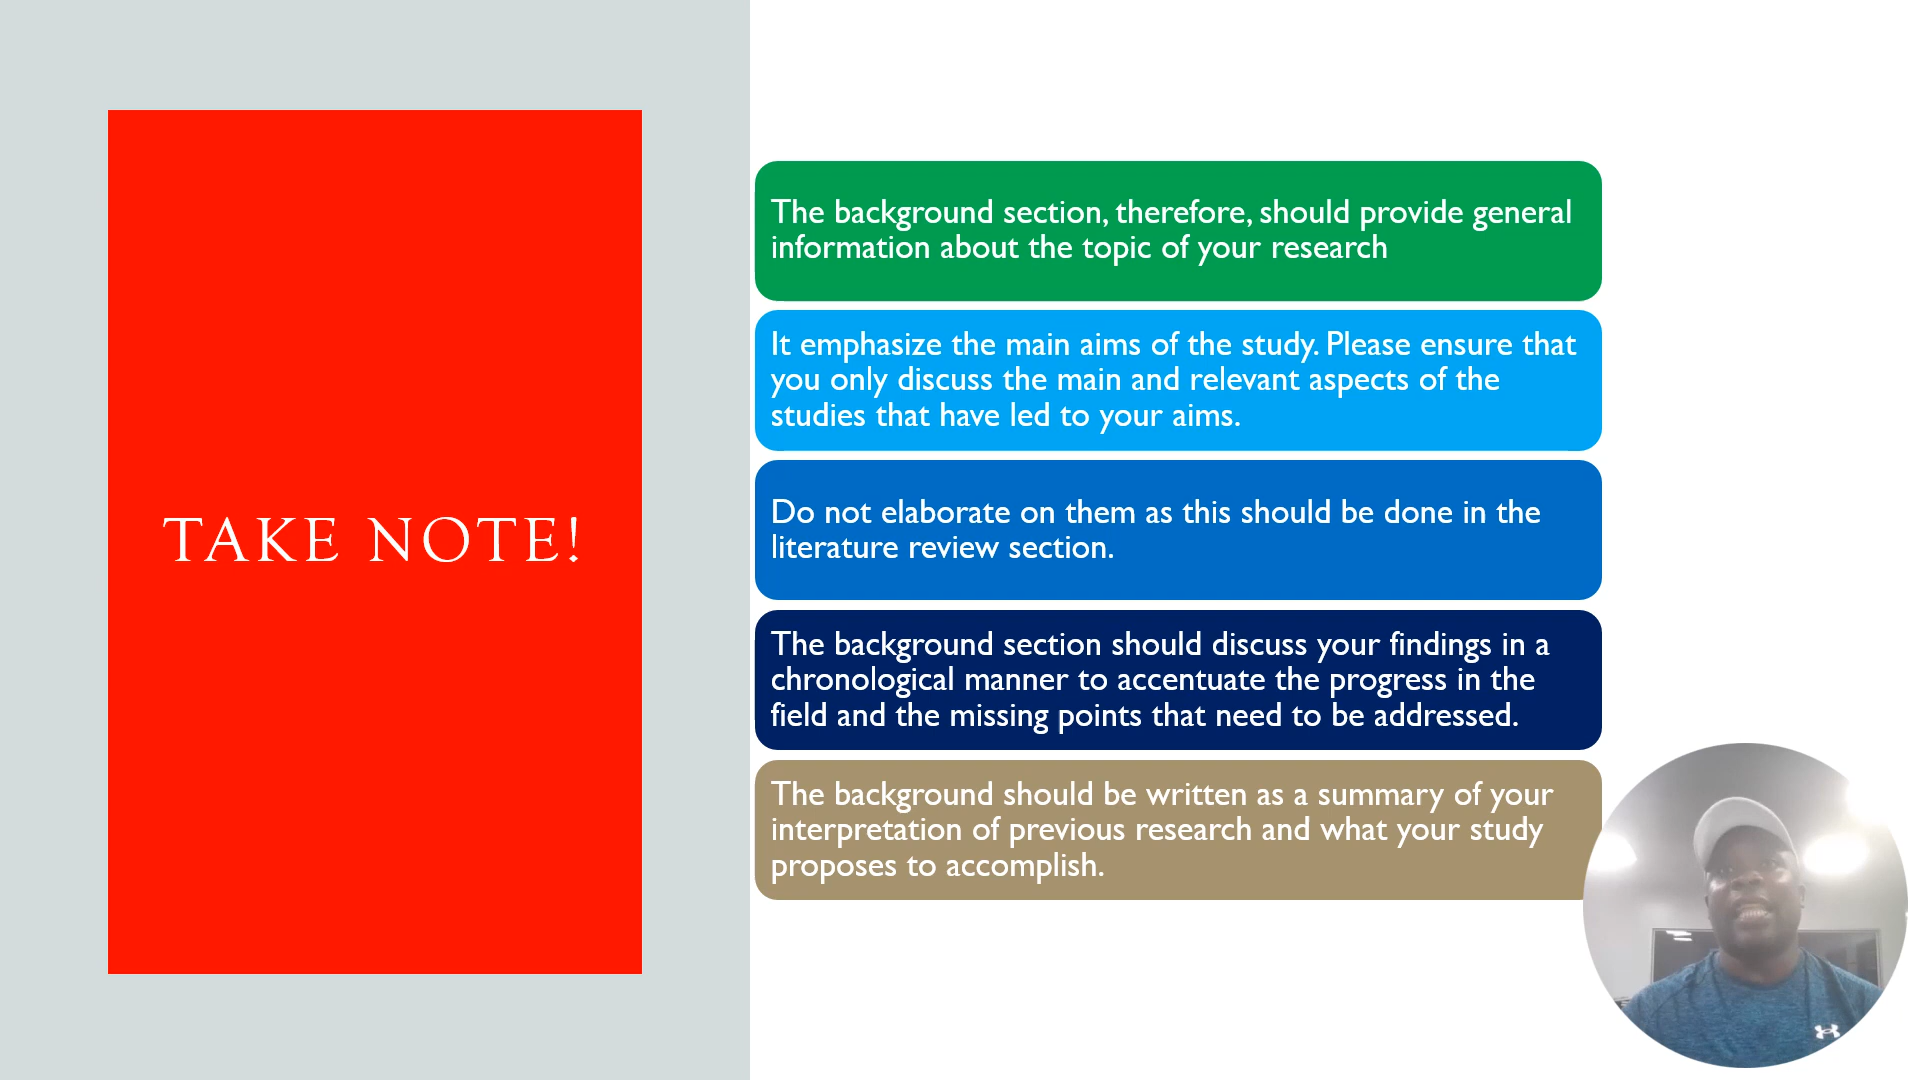 TAKE NOTE!
The background section, therefore, should provide general
information about the topic of your research
It emphasize the main aims of the study. Please ensure that
you only discuss the main and relevant aspects of the
studies that have led to your aims.
Do not elaborate on them as this should be done in the
literature review section.
The background section should discuss your findings in a
chronological manner to accentuate the progress in the
field and the missing points that need to be addressed.
The background should be written as a summary of your
interpretation of previous research and what your study
proposes to accomplish.